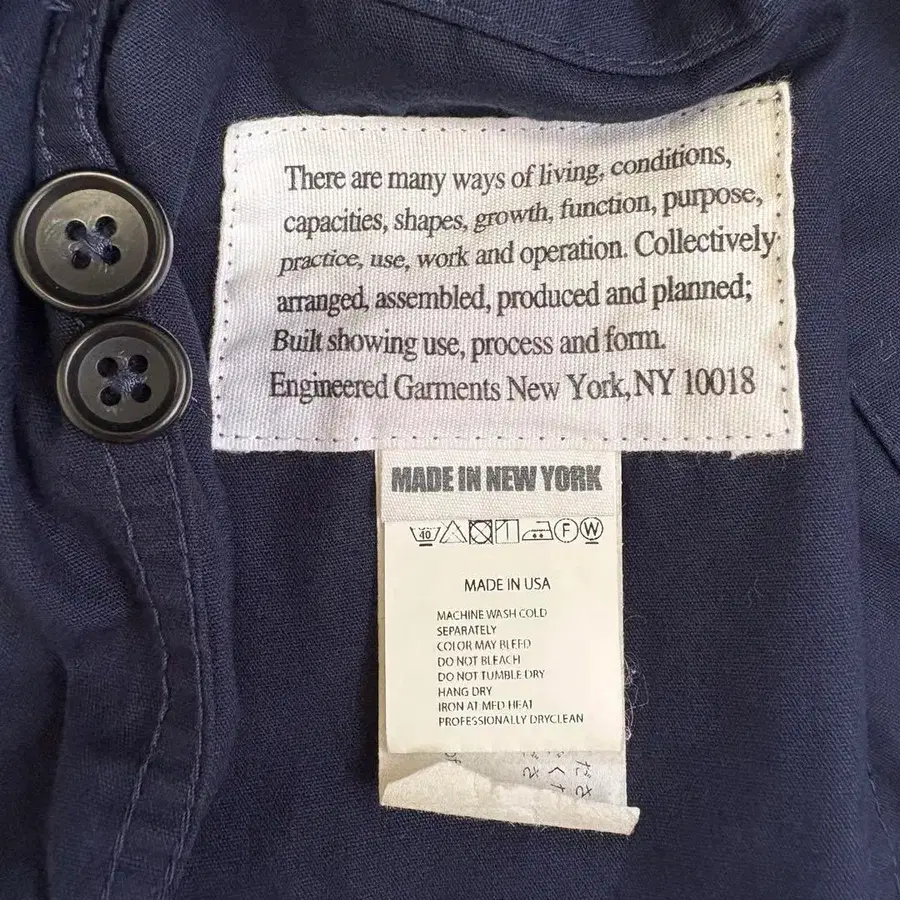 There are many ways of living, conditions,
capacities, shapes, growth, function, purpose,
practice, use, work and operation. Collectively
arranged, assembled, produced and planned;
Built showing use, process and form.
Engineered Garments New York, NY 10018
MADE IN NEW YORK
40 F W
MADE IN USA
MACHINE WASH COLD
SEPARATELY
COLOR MAY BLEED
DO NOT BLEACH
DO NOT TUMBLE DRY
HANG DRY
IRON AT MED HEAT
PROFESSIONALLY DRYCLEAN